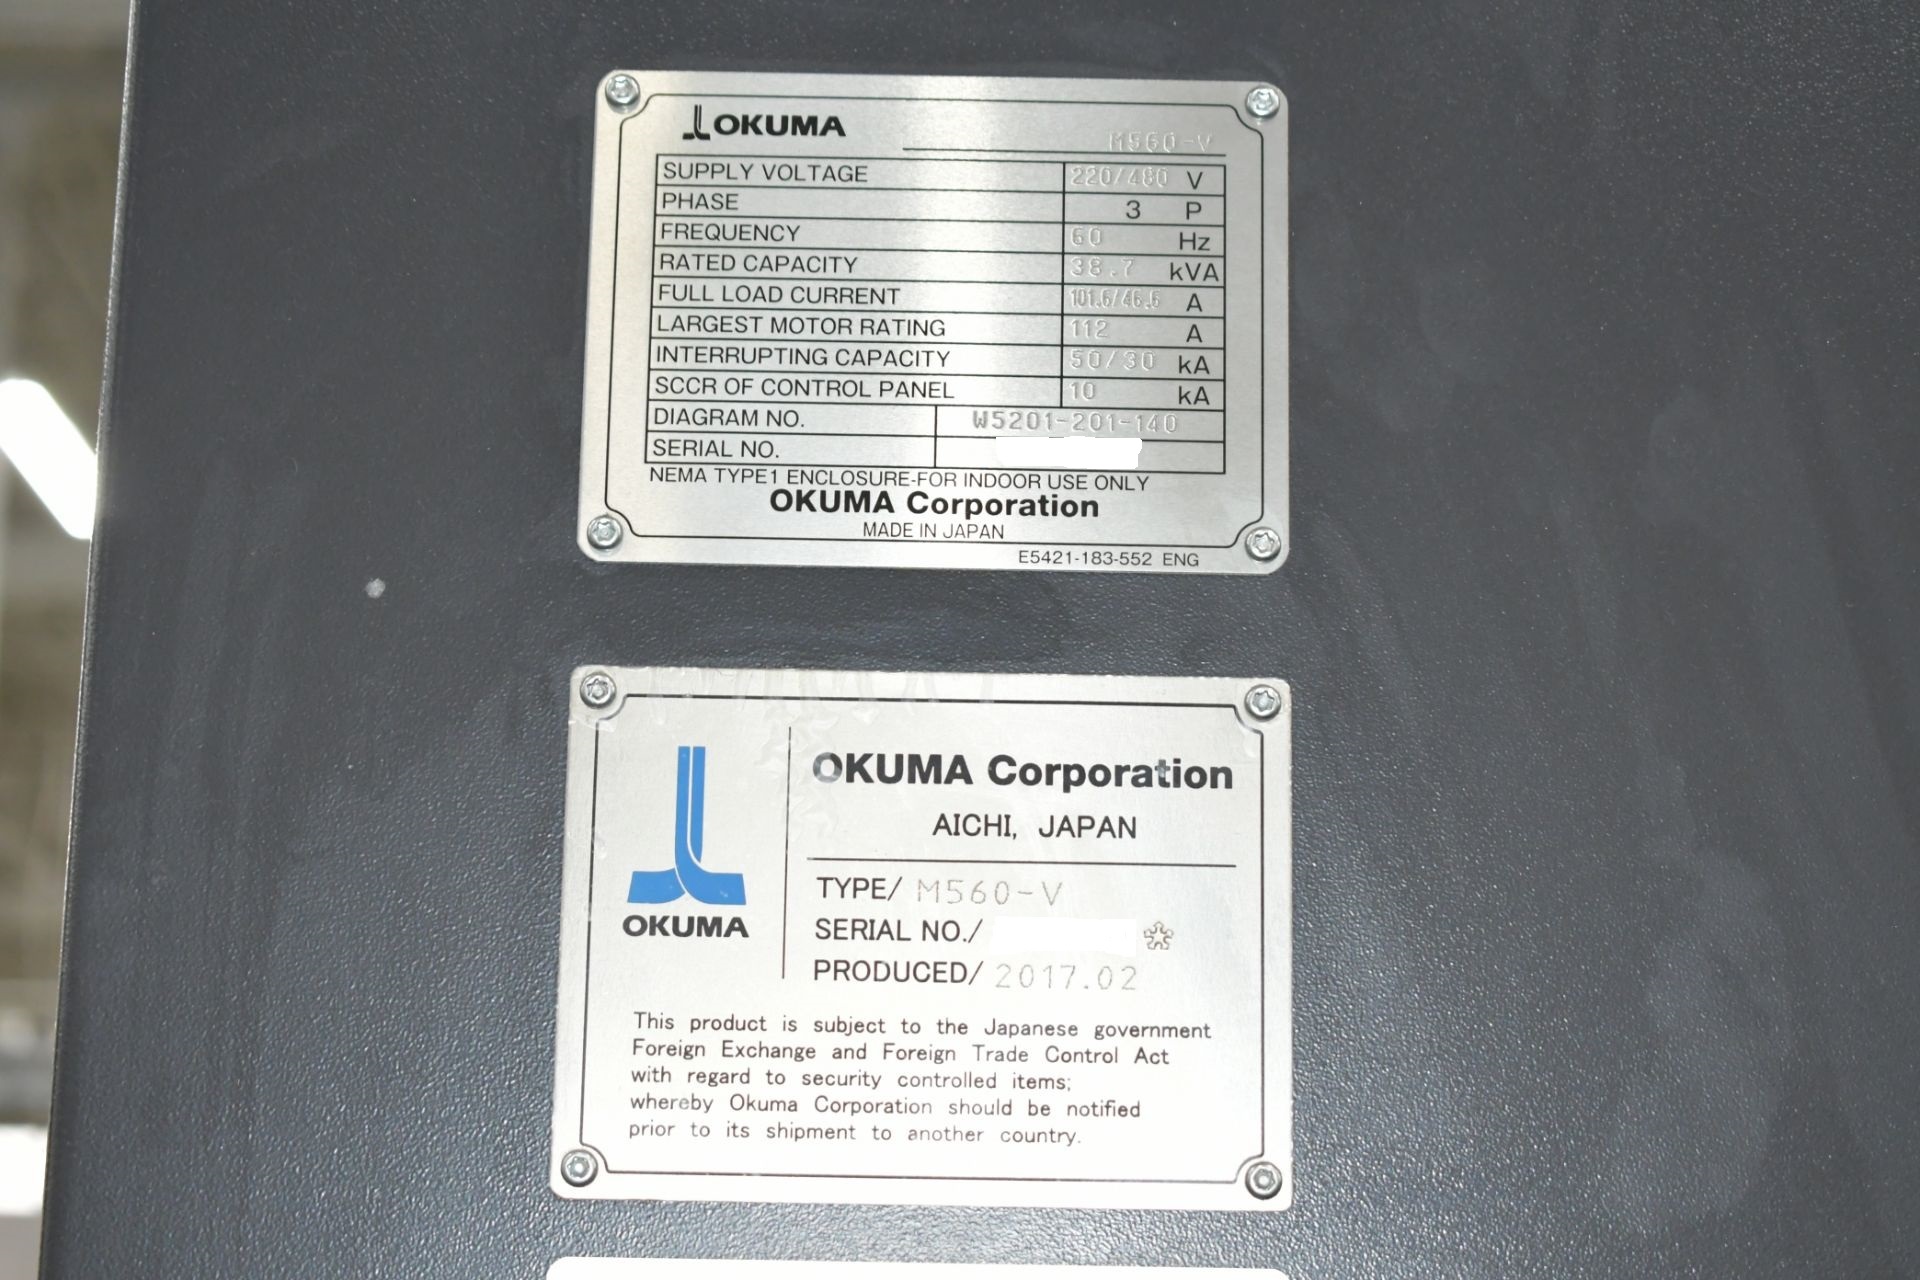 OKUMA
M560-V
SUPPLY VOLTAGE 220/480 V
PHASE 3 P
FREQUENCY 60 Hz
RATED CAPACITY 38.7 kVA
FULL LOAD CURRENT 101.6/46.6 A
LARGEST MOTOR RATING 112 A
INTERRUPTING CAPACITY 50/30 kA
SCCR OF CONTROL PANEL 10 kA
DIAGRAM NO. W5201-201-140
SERIAL NO.
NEMA TYPE1 ENCLOSURE-FOR INDOOR USE ONLY
OKUMA Corporation
MADE IN JAPAN
E5421-183-552 ENG
OKUMA
OKUMA Corporation
AICHI, JAPAN
TYPE/ M560-V
SERIAL NO./
PRODUCED/ 2017.02
This product is subject to the Japanese government
Foreign Exchange and Foreign Trade Control Act
with regard to security controlled items;
whereby Okuma Corporation should be notified
prior to its shipment to another country.